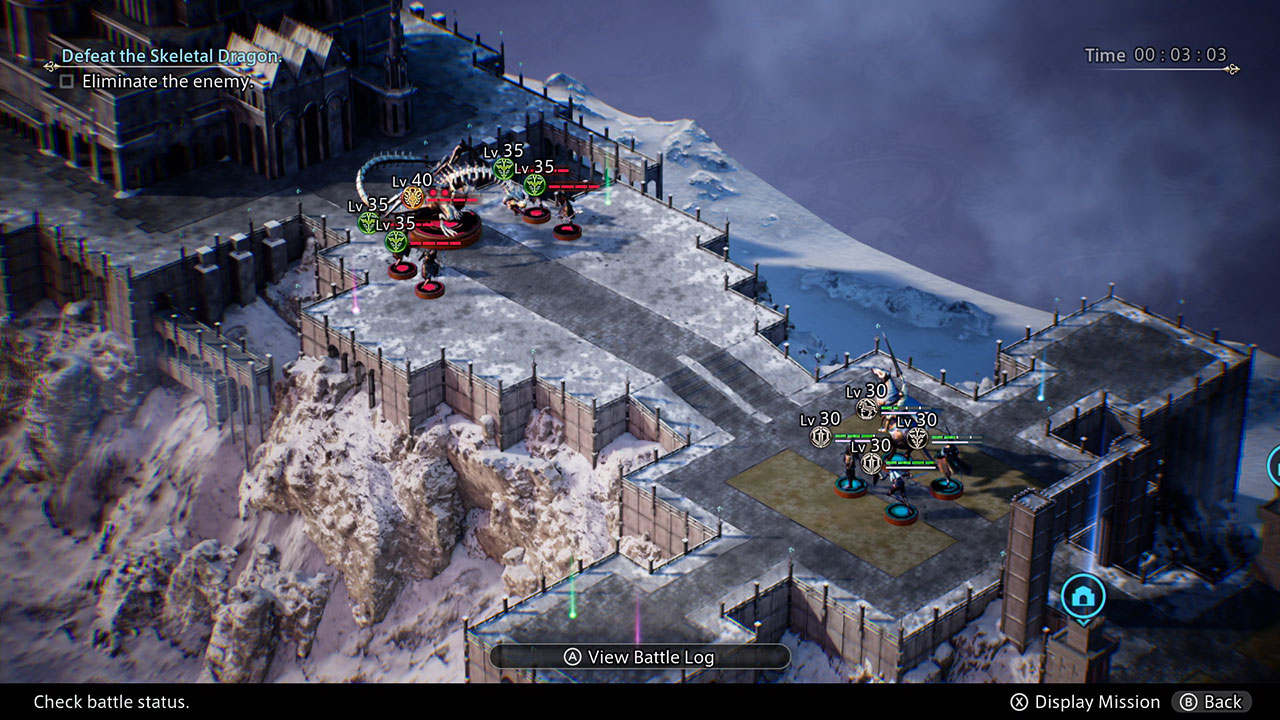 Defeat the Skeletal Dragon.
Eliminate the enemy.
Time 00:03:03
Lv 35
Lv 35
Lv 40
Lv 35
Lv 35
Lv 30
Lv 30
Lv 30
Lv 30
Ⓐ View Battle Log
Check battle status.
Ⓧ Display Mission Ⓑ Back